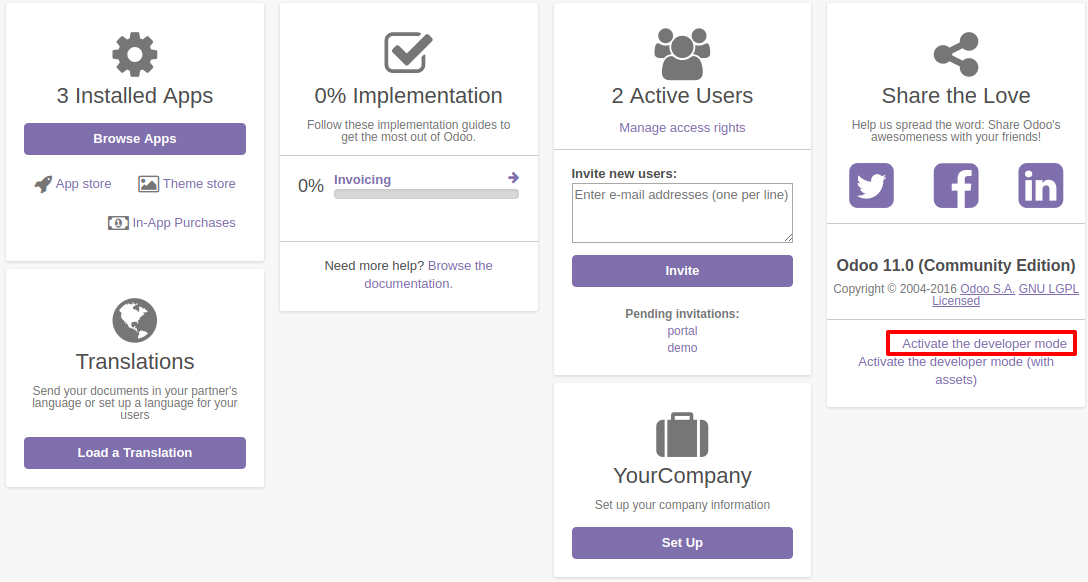 3 Installed Apps
Browse Apps
App store
Theme store
In-App Purchases
Translations
Send your documents in your partner's
language or set up a language for your
users
Load a Translation
0% Implementation
Follow these implementation guides to
get the most out of Odoo.
0%
Invoicing
Need more help? Browse the
documentation.
2 Active Users
Manage access rights
Invite new users:
Enter e-mail addresses (one per line)
Invite
Pending invitations:
portal
demo
YourCompany
Set up your company information
Set Up
Share the Love
Help us spread the word: Share Odoo's
awesomeness with your friends!
Odoo 11.0 (Community Edition)
Copyright © 2004-2016 Odoo S.A. GNU LGPL
Licensed
Activate the developer mode
Activate the developer mode (with
assets)